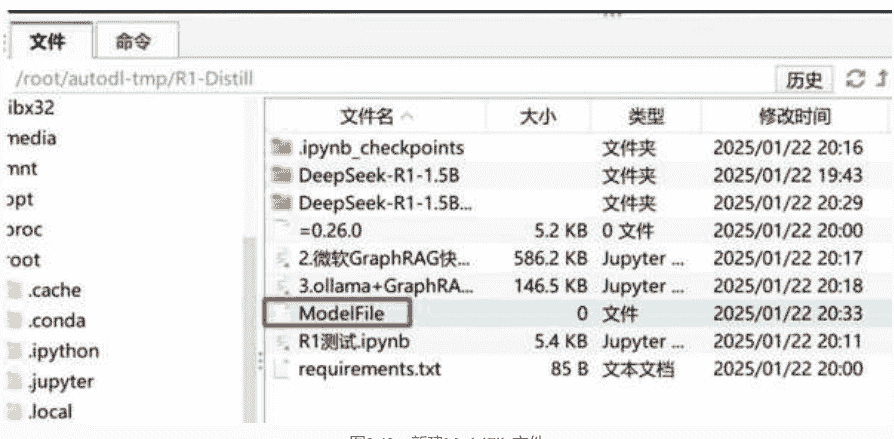 文件 命令
/root/autodl-tmp/R1-Distill 历史
ibx32
media
mnt
opt
proc
root
.cache
.conda
.ipython
.jupyter
.local
文件名 大小 类型 修改时间
.ipynb_checkpoints 文件夹 2025/01/22 20:16
DeepSeek-R1-1.5B 文件夹 2025/01/22 19:43
DeepSeek-R1-1.5B... 文件夹 2025/01/22 20:29
=0.26.0 5.2 KB 0 文件 2025/01/22 20:00
2.微软GraphRAG快... 586.2 KB Jupyter ... 2025/01/22 20:17
3.ollama+GraphRA... 146.5 KB Jupyter ... 2025/01/22 20:18
ModelFile 0 文件 2025/01/22 20:33
R1测试.ipynb 5.4 KB Jupyter ... 2025/01/22 20:11
requirements.txt 85 B 文本文档 2025/01/22 20:00